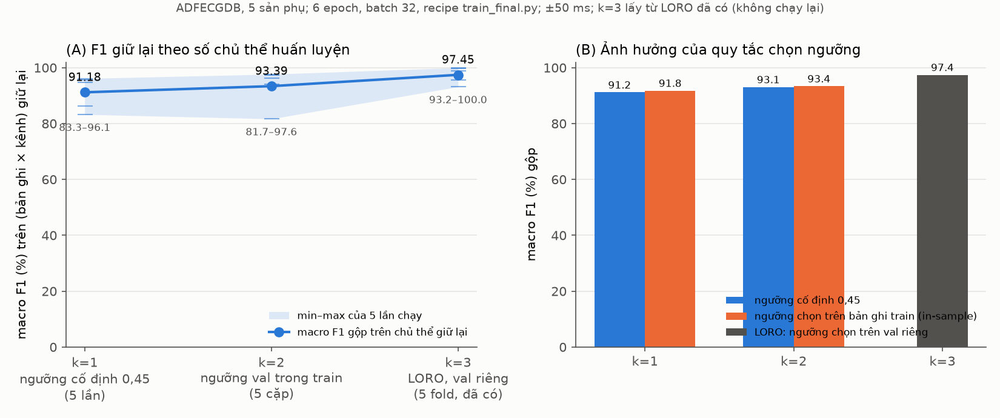 ADFECGDB, 5 sản phụ; 6 epoch, batch 32, recipe train_final.py; ±50 ms; k=3 lấy từ LORO đã có (không chạy lại)
(A) F1 giữ lại theo số chủ thể huấn luyện
macro F1 (%) trên (bản ghi × kênh) giữ lại
100
80
60
40
20
0
91.18
93.39
97.45
83.3–96.1
81.7–97.6
93.2–100.0
min–max của 5 lần chạy
macro F1 gộp trên chủ thể giữ lại
k=1
ngưỡng cố định 0,45
(5 lần)
k=2
ngưỡng val trong train
(5 cặp)
k=3
LORO, val riêng
(5 fold, đã có)
(B) Ảnh hưởng của quy tắc chọn ngưỡng
macro F1 (%) gộp
100
80
60
40
20
0
91.2
91.8
93.1
93.4
97.4
ngưỡng cố định 0,45
ngưỡng chọn trên bản ghi train (in-sample)
LORO: ngưỡng chọn trên val riêng
k=1
k=2
k=3